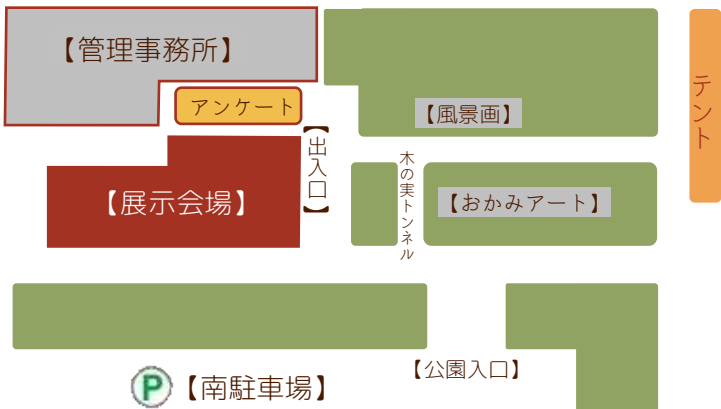 【管理事務所】
アンケート
【風景画】
テント
【出入口】
木の実トンネル
【展示会場】
【おかみアート】
【公園入口】
P【南駐車場】